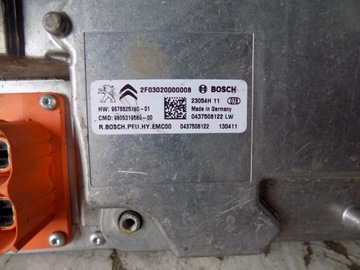 2F03020000008 BOSCH
HW: 9678825780-01 23054H 11
Made in Germany
CMD: 9805319580-00 0437508122 LW
R.BOSCH.PEU.HY.EMC00 0437508122 130411